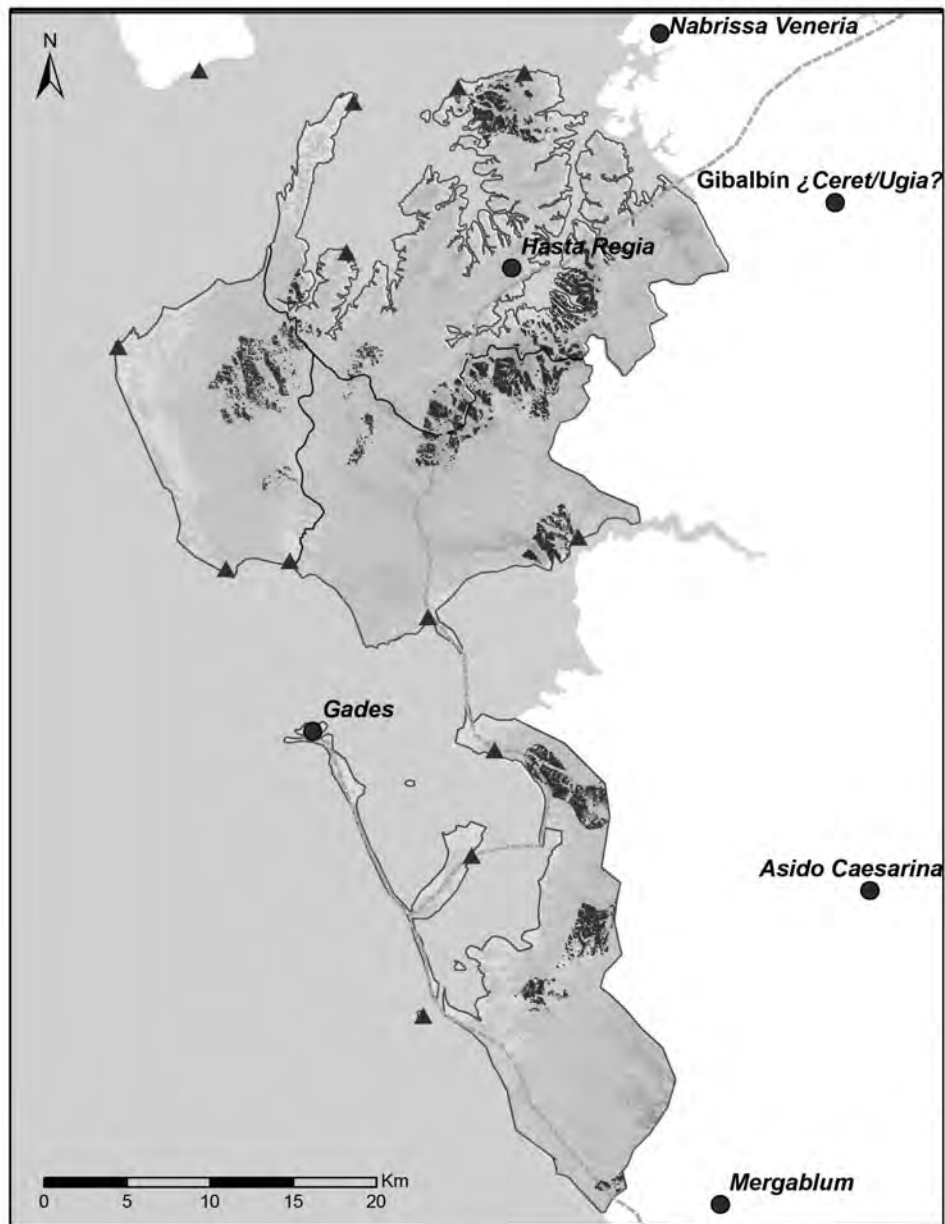 Nabrissa Veneria
N
Gibalbín ¿Ceret/Ugia?
Hasta Regia
Gades
Asido Caesarina
Mergablum
Km
0 5 10 15 20